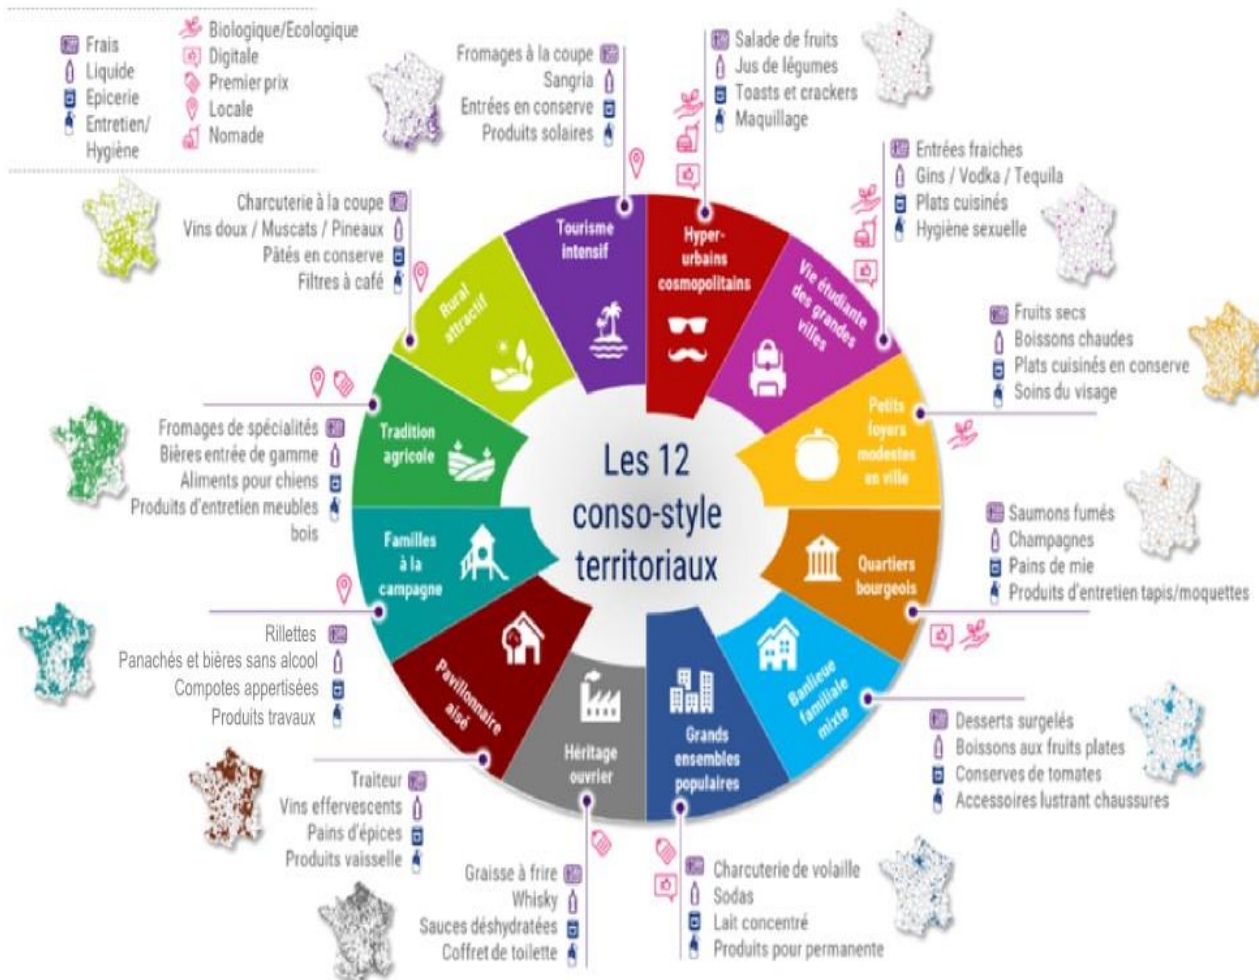 Frais
Liquide
Epicerie
Entretien/
Hygiène
Biologique/Ecologique
Digitale
Premier prix
Locale
Nomade
Fromages à la coupe
Sangria
Entrées en conserve
Produits solaires
Salade de fruits
Jus de légumes
Toasts et crackers
Maquillage
Entrées fraiches
Gins / Vodka / Tequila
Plats cuisinés
Hygiène sexuelle
Charcuterie à la coupe
Vins doux / Muscats / Pineaux
Pâtés en conserve
Filtres à café
Fruits secs
Boissons chaudes
Plats cuisinés en conserve
Soins du visage
Fromages de spécialités
Bières entrée de gamme
Aliments pour chiens
Produits d'entretien meubles
bois
Saumons fumés
Champagnes
Pains de mie
Produits d'entretien tapis/moquettes
Rillettes
Panachés et bières sans alcool
Compotes appertisées
Produits travaux
Desserts surgelés
Boissons aux fruits plates
Conserves de tomates
Accessoires lustrant chaussures
Traiteur
Vins effervescents
Pains d'épices
Produits vaisselle
Graisse à frire
Whisky
Sauces déshydratées
Coffret de toilette
Charcuterie de volaille
Sodas
Lait concentré
Produits pour permanente
Les 12
conso-style
territoriaux
Tourisme
intensif
Hyper-
urbains
cosmopolitains
Vie étudiante
des grandes
villes
Petits
foyers
modestes
en ville
Quartiers
bourgeois
Banlieue
familiale
mixte
Grands
ensembles
populaires
Héritage
ouvrier
Pavillonnaire
aisé
Familles
à la
campagne
Tradition
agricole
Rural
attractif